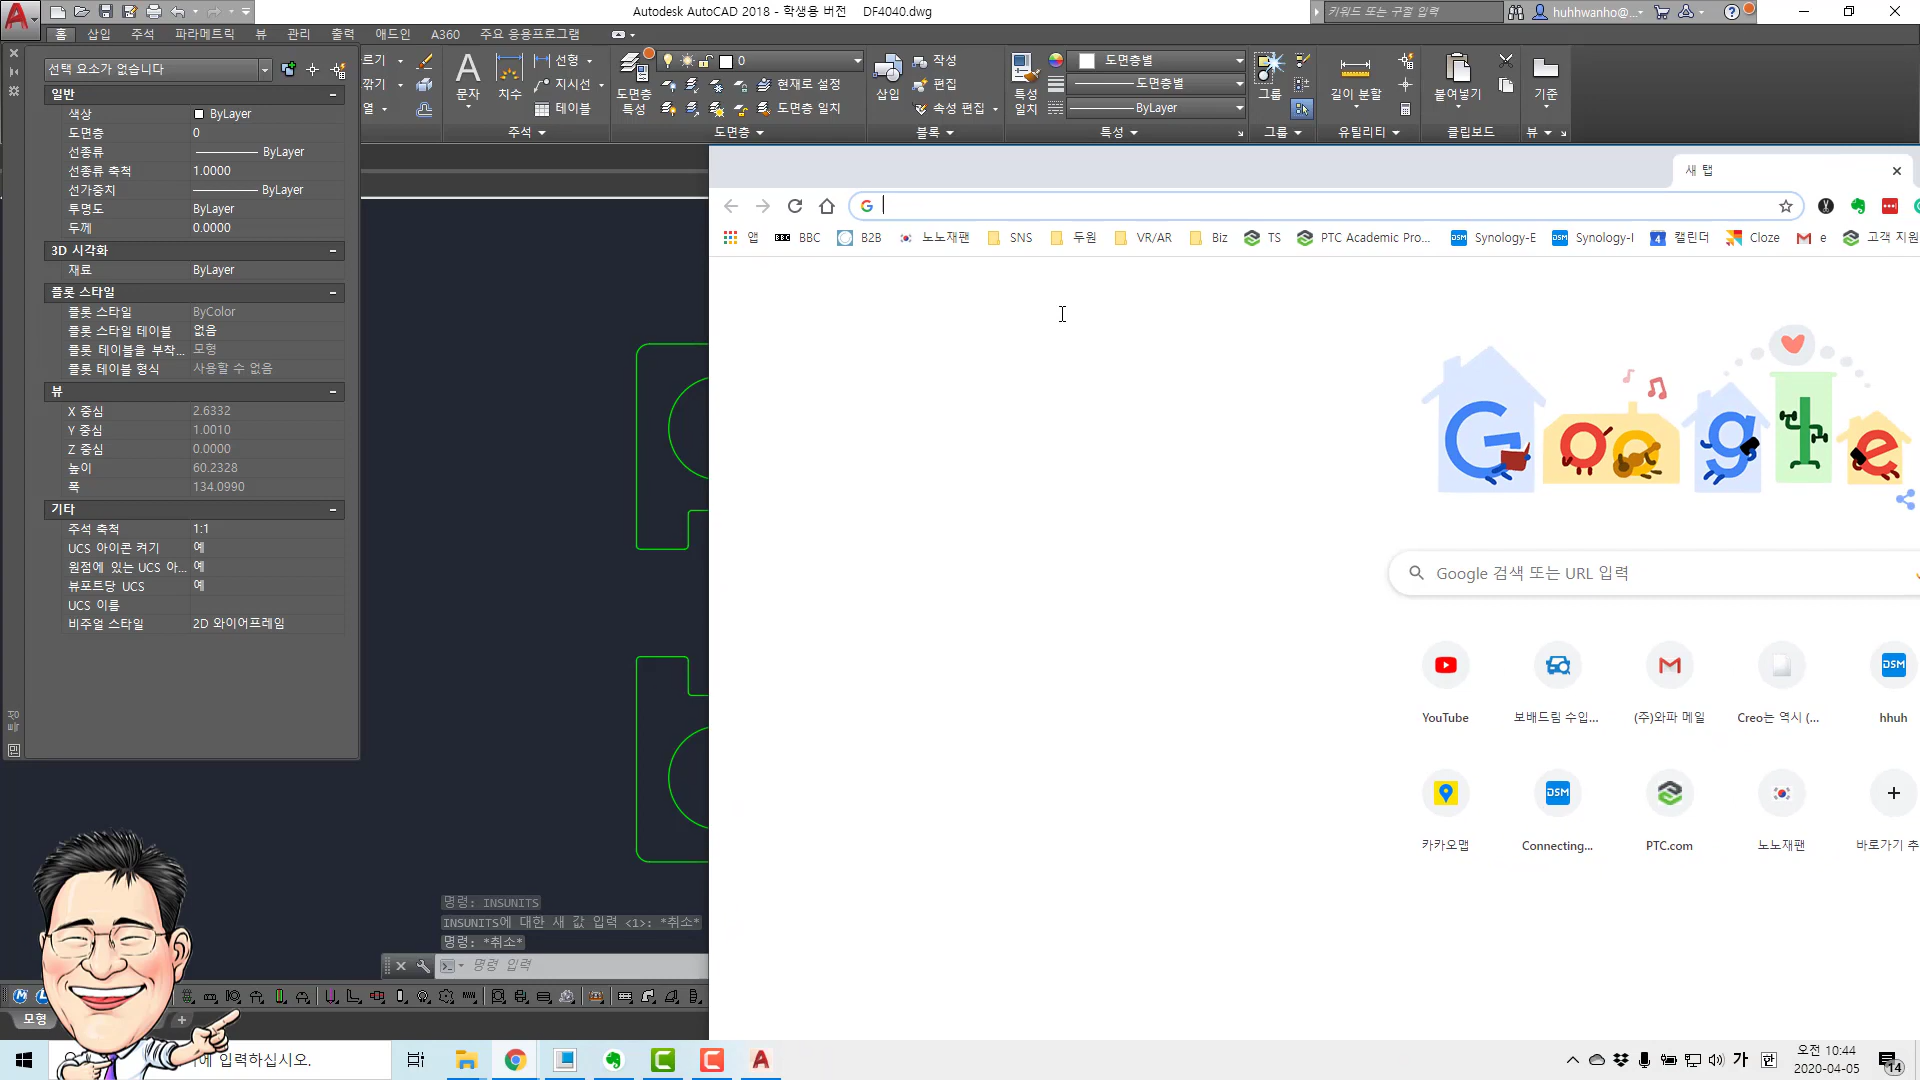 Autodesk AutoCAD 2018 - 학생용 버전 DF4040.dwg
키워드 또는 구절 입력
huhhwanho@...
홈 삽입 주석 파라메트릭 뷰 관리 출력 애드인 A360 주요 응용프로그램
선택 요소가 없습니다
일반
색상 ByLayer
도면층 0
선종류 ByLayer
선종류 축척 1.0000
선가중치 ByLayer
투명도 ByLayer
두께 0.0000
3D 시각화
재료 ByLayer
플롯 스타일
플롯 스타일 ByColor
플롯 스타일 테이블 없음
플롯 테이블을 부착... 모형
플롯 테이블 형식 사용할 수 없음
뷰
X 중심 2.6332
Y 중심 1.0010
Z 중심 0.0000
높이 60.2328
폭 134.0990
기타
주석 축척 1:1
UCS 아이콘 켜기 예
원점에 있는 UCS 아... 예
뷰포트당 UCS 예
UCS 이름
비주얼 스타일 2D 와이어프레임
특성
문자 치수 선형
지시선
테이블
주석
도면층 특성
0
현재로 설정
도면층 일치
도면층
삽입 작성
편집
속성 편집
블록
특성 일치
도면층별
도면층별
ByLayer
특성
그룹
그룹
길이 분할
유틸리티
붙여넣기
클립보드
기준
뷰
새 탭
앱 BBC B2B 노노재팬 SNS 두원 VR/AR Biz TS PTC Academic Pro... Synology-E Synology-I 캘린더 Cloze e 고객 지원
Google
Google 검색 또는 URL 입력
YouTube 보배드림 수입... (주)와파 메일 Creo는 역시 (... hhuh
카카오맵 Connecting... PTC.com 노노재팬 바로가기 추
명령: INSUNITS
INSUNITS에 대한 새 값 입력 <1>: *취소*
명령: *취소*
명령 입력
모형
에 입력하십시오.
가
오전 10:44
2020-04-05
14